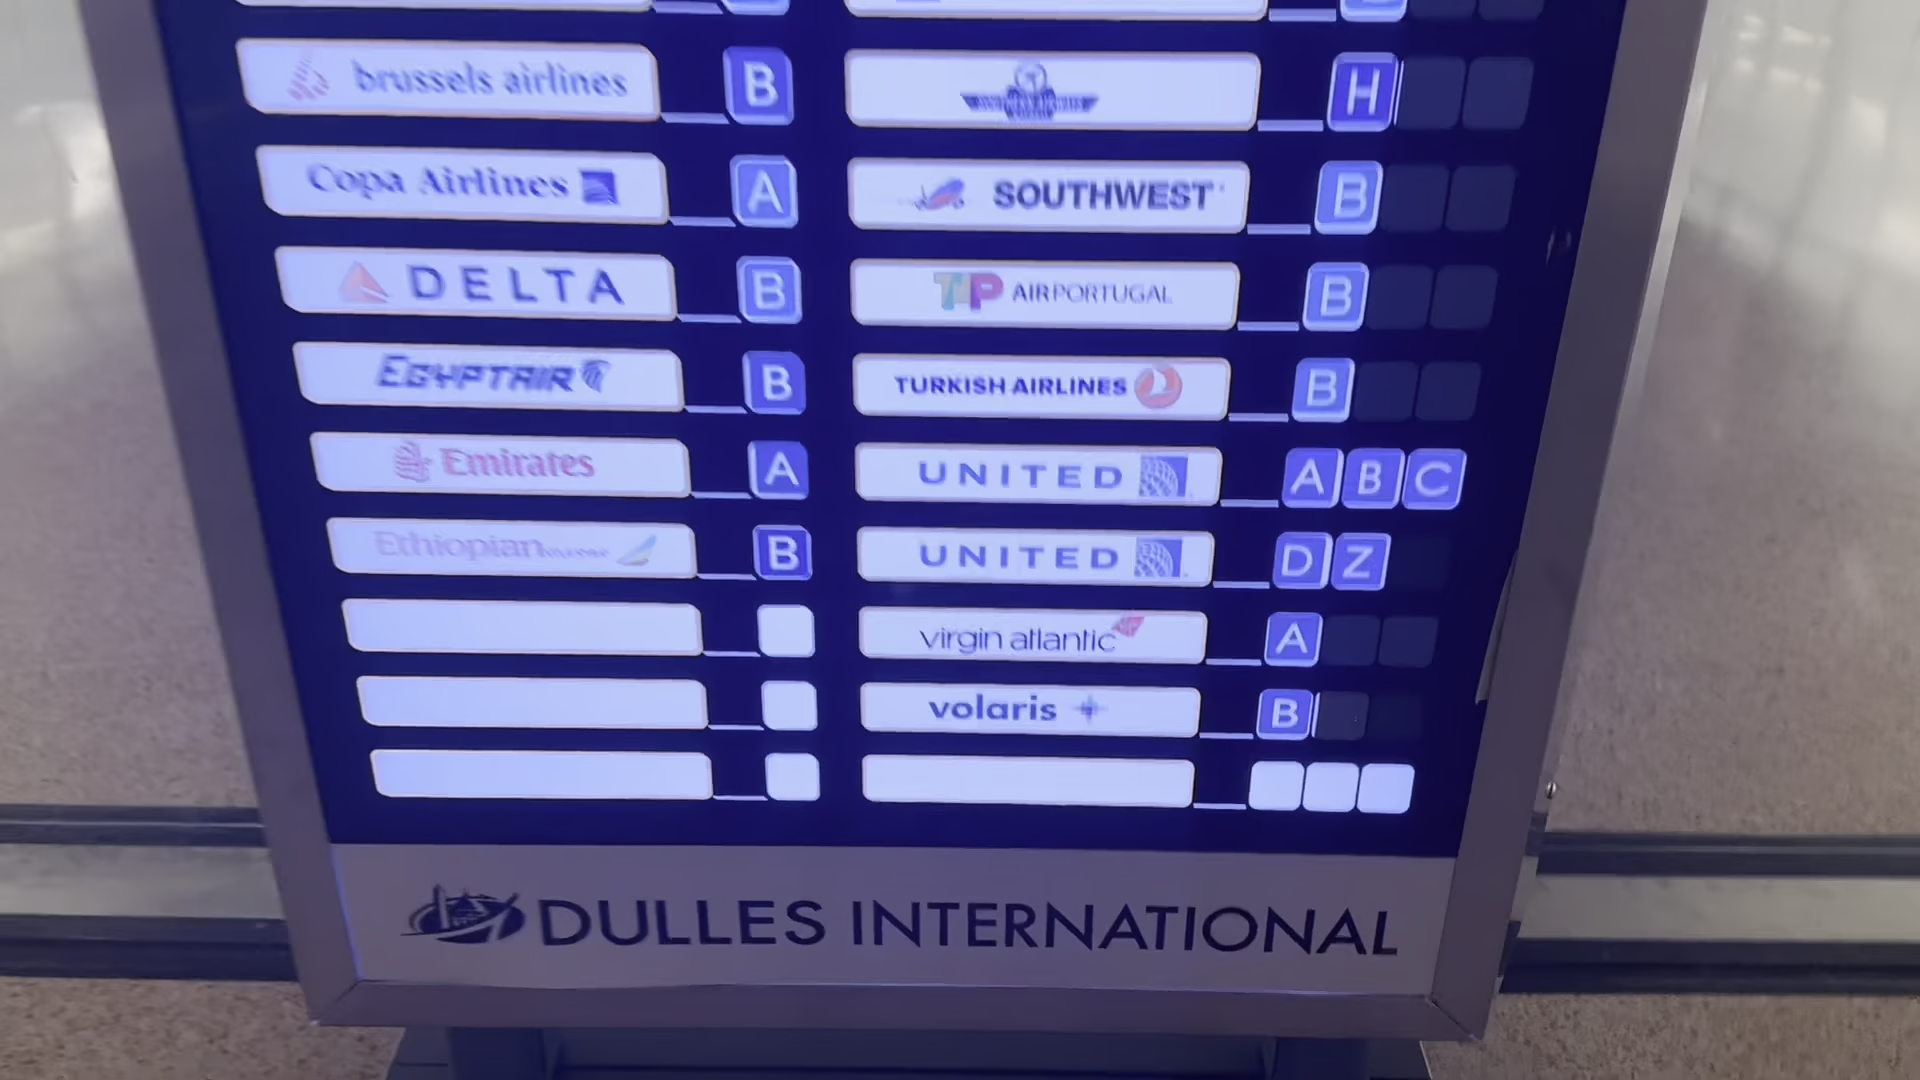 brussels airlines B
Copa Airlines A
DELTA B
EGYPTAIR B
Emirates A
Ethiopian B
H
SOUTHWEST B
TAP AIR PORTUGAL B
TURKISH AIRLINES B
UNITED A B C
UNITED D Z
virgin atlantic A
volaris B
DULLES INTERNATIONAL